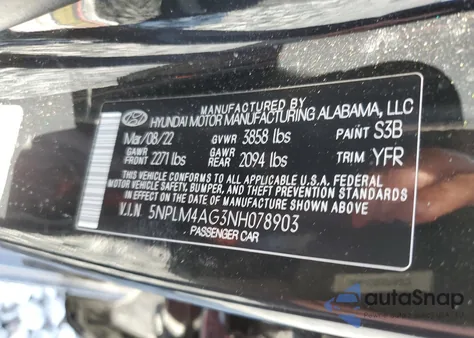 MANUFACTURED BY
HYUNDAI MOTOR MANUFACTURING ALABAMA, LLC
Mar/08/22 GVWR 3858 lbs PAINT S3B
GAWR FRONT 2271 lbs GAWR REAR 2094 lbs TRIM YFR
THIS VEHICLE CONFORMS TO ALL APPLICABLE U.S.A. FEDERAL
MOTOR VEHICLE SAFETY, BUMPER, AND THEFT PREVENTION STANDARDS
IN EFFECT ON THE DATE OF MANUFACTURE SHOWN ABOVE.
V.I.N 5NPLM4AG3NH078903
PASSENGER CAR
autoSnap